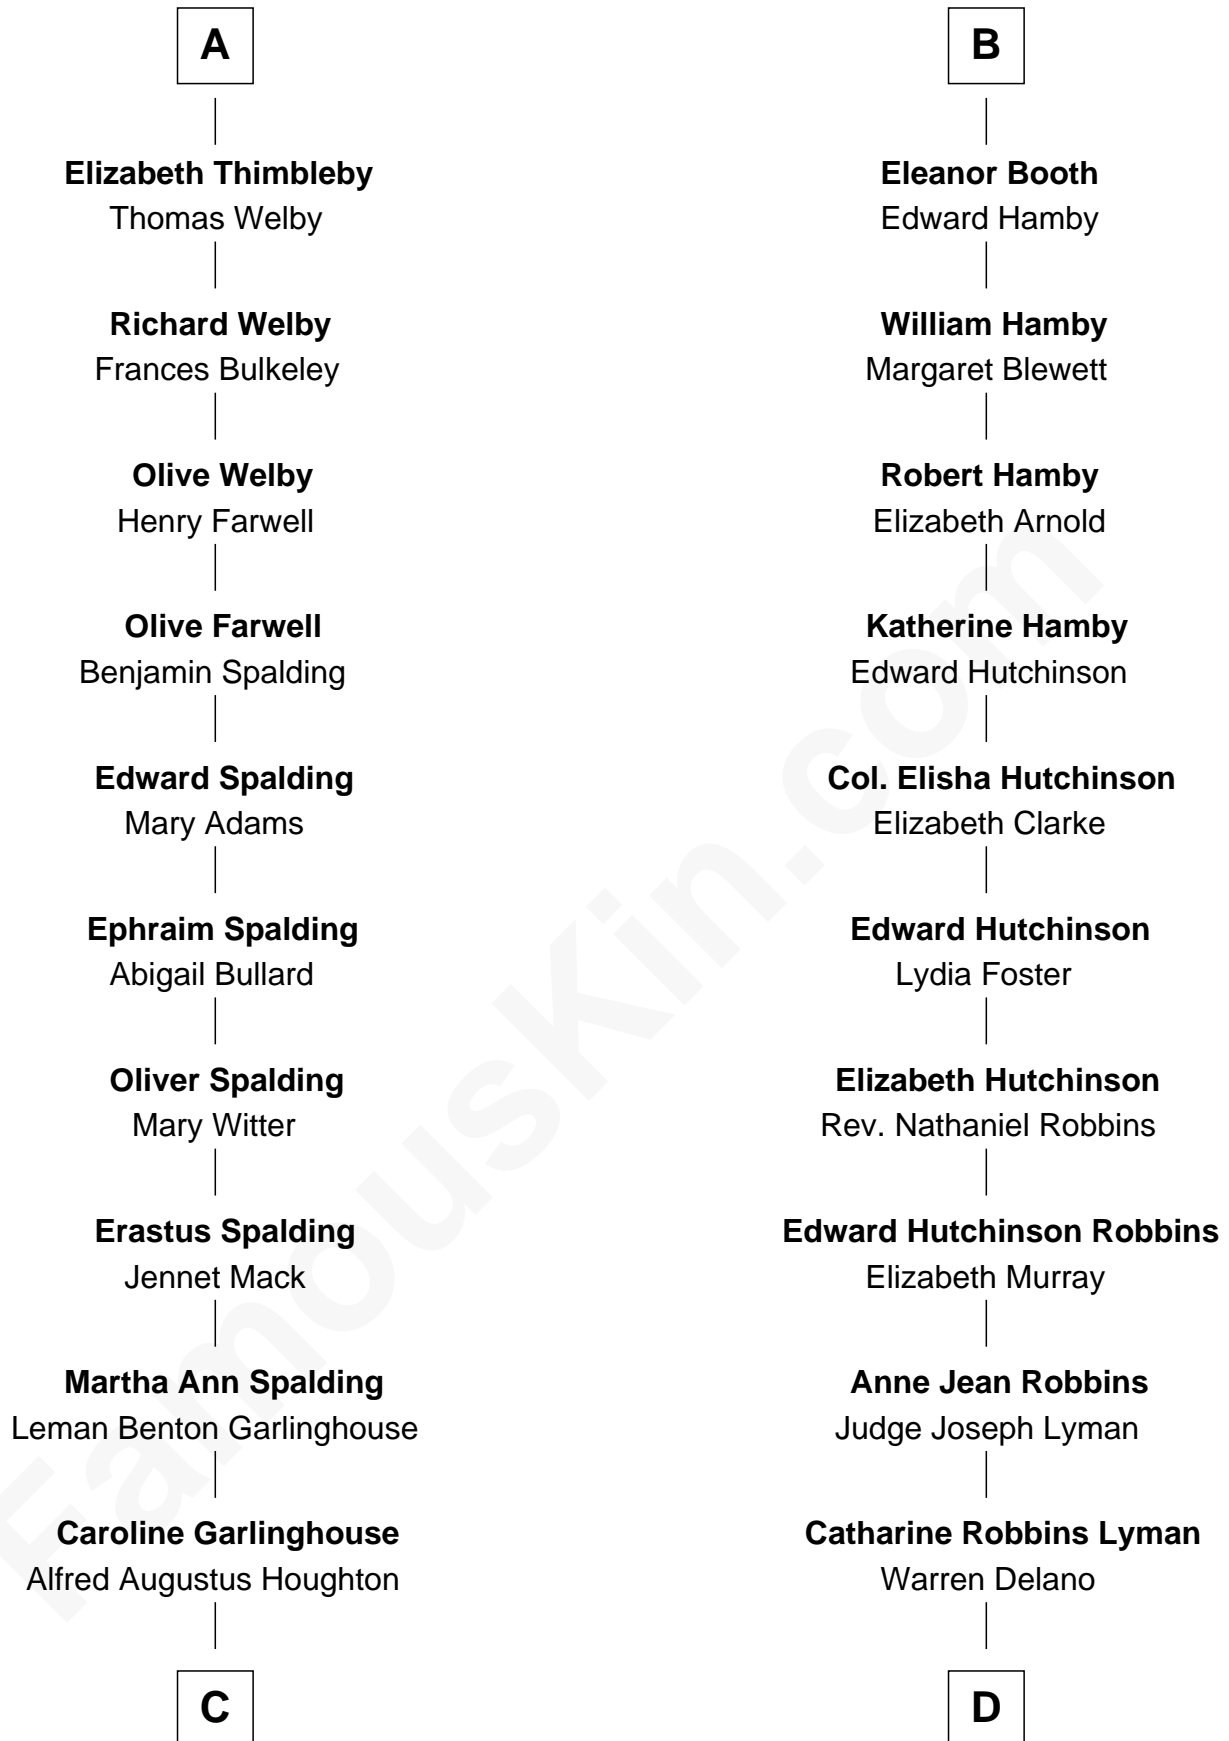 A
Elizabeth Thimbleby
Thomas Welby
Richard Welby
Frances Bulkeley
Olive Welby
Henry Farwell
Olive Farwell
Benjamin Spalding
Edward Spalding
Mary Adams
Ephraim Spalding
Abigail Bullard
Oliver Spalding
Mary Witter
Erastus Spalding
Jennet Mack
Martha Ann Spalding
Leman Benton Garlinghouse
Caroline Garlinghouse
Alfred Augustus Houghton
C
B
Eleanor Booth
Edward Hamby
William Hamby
Margaret Blewett
Robert Hamby
Elizabeth Arnold
Katherine Hamby
Edward Hutchinson
Col. Elisha Hutchinson
Elizabeth Clarke
Edward Hutchinson
Lydia Foster
Elizabeth Hutchinson
Rev. Nathaniel Robbins
Edward Hutchinson Robbins
Elizabeth Murray
Anne Jean Robbins
Judge Joseph Lyman
Catharine Robbins Lyman
Warren Delano
D
FamousKin.com